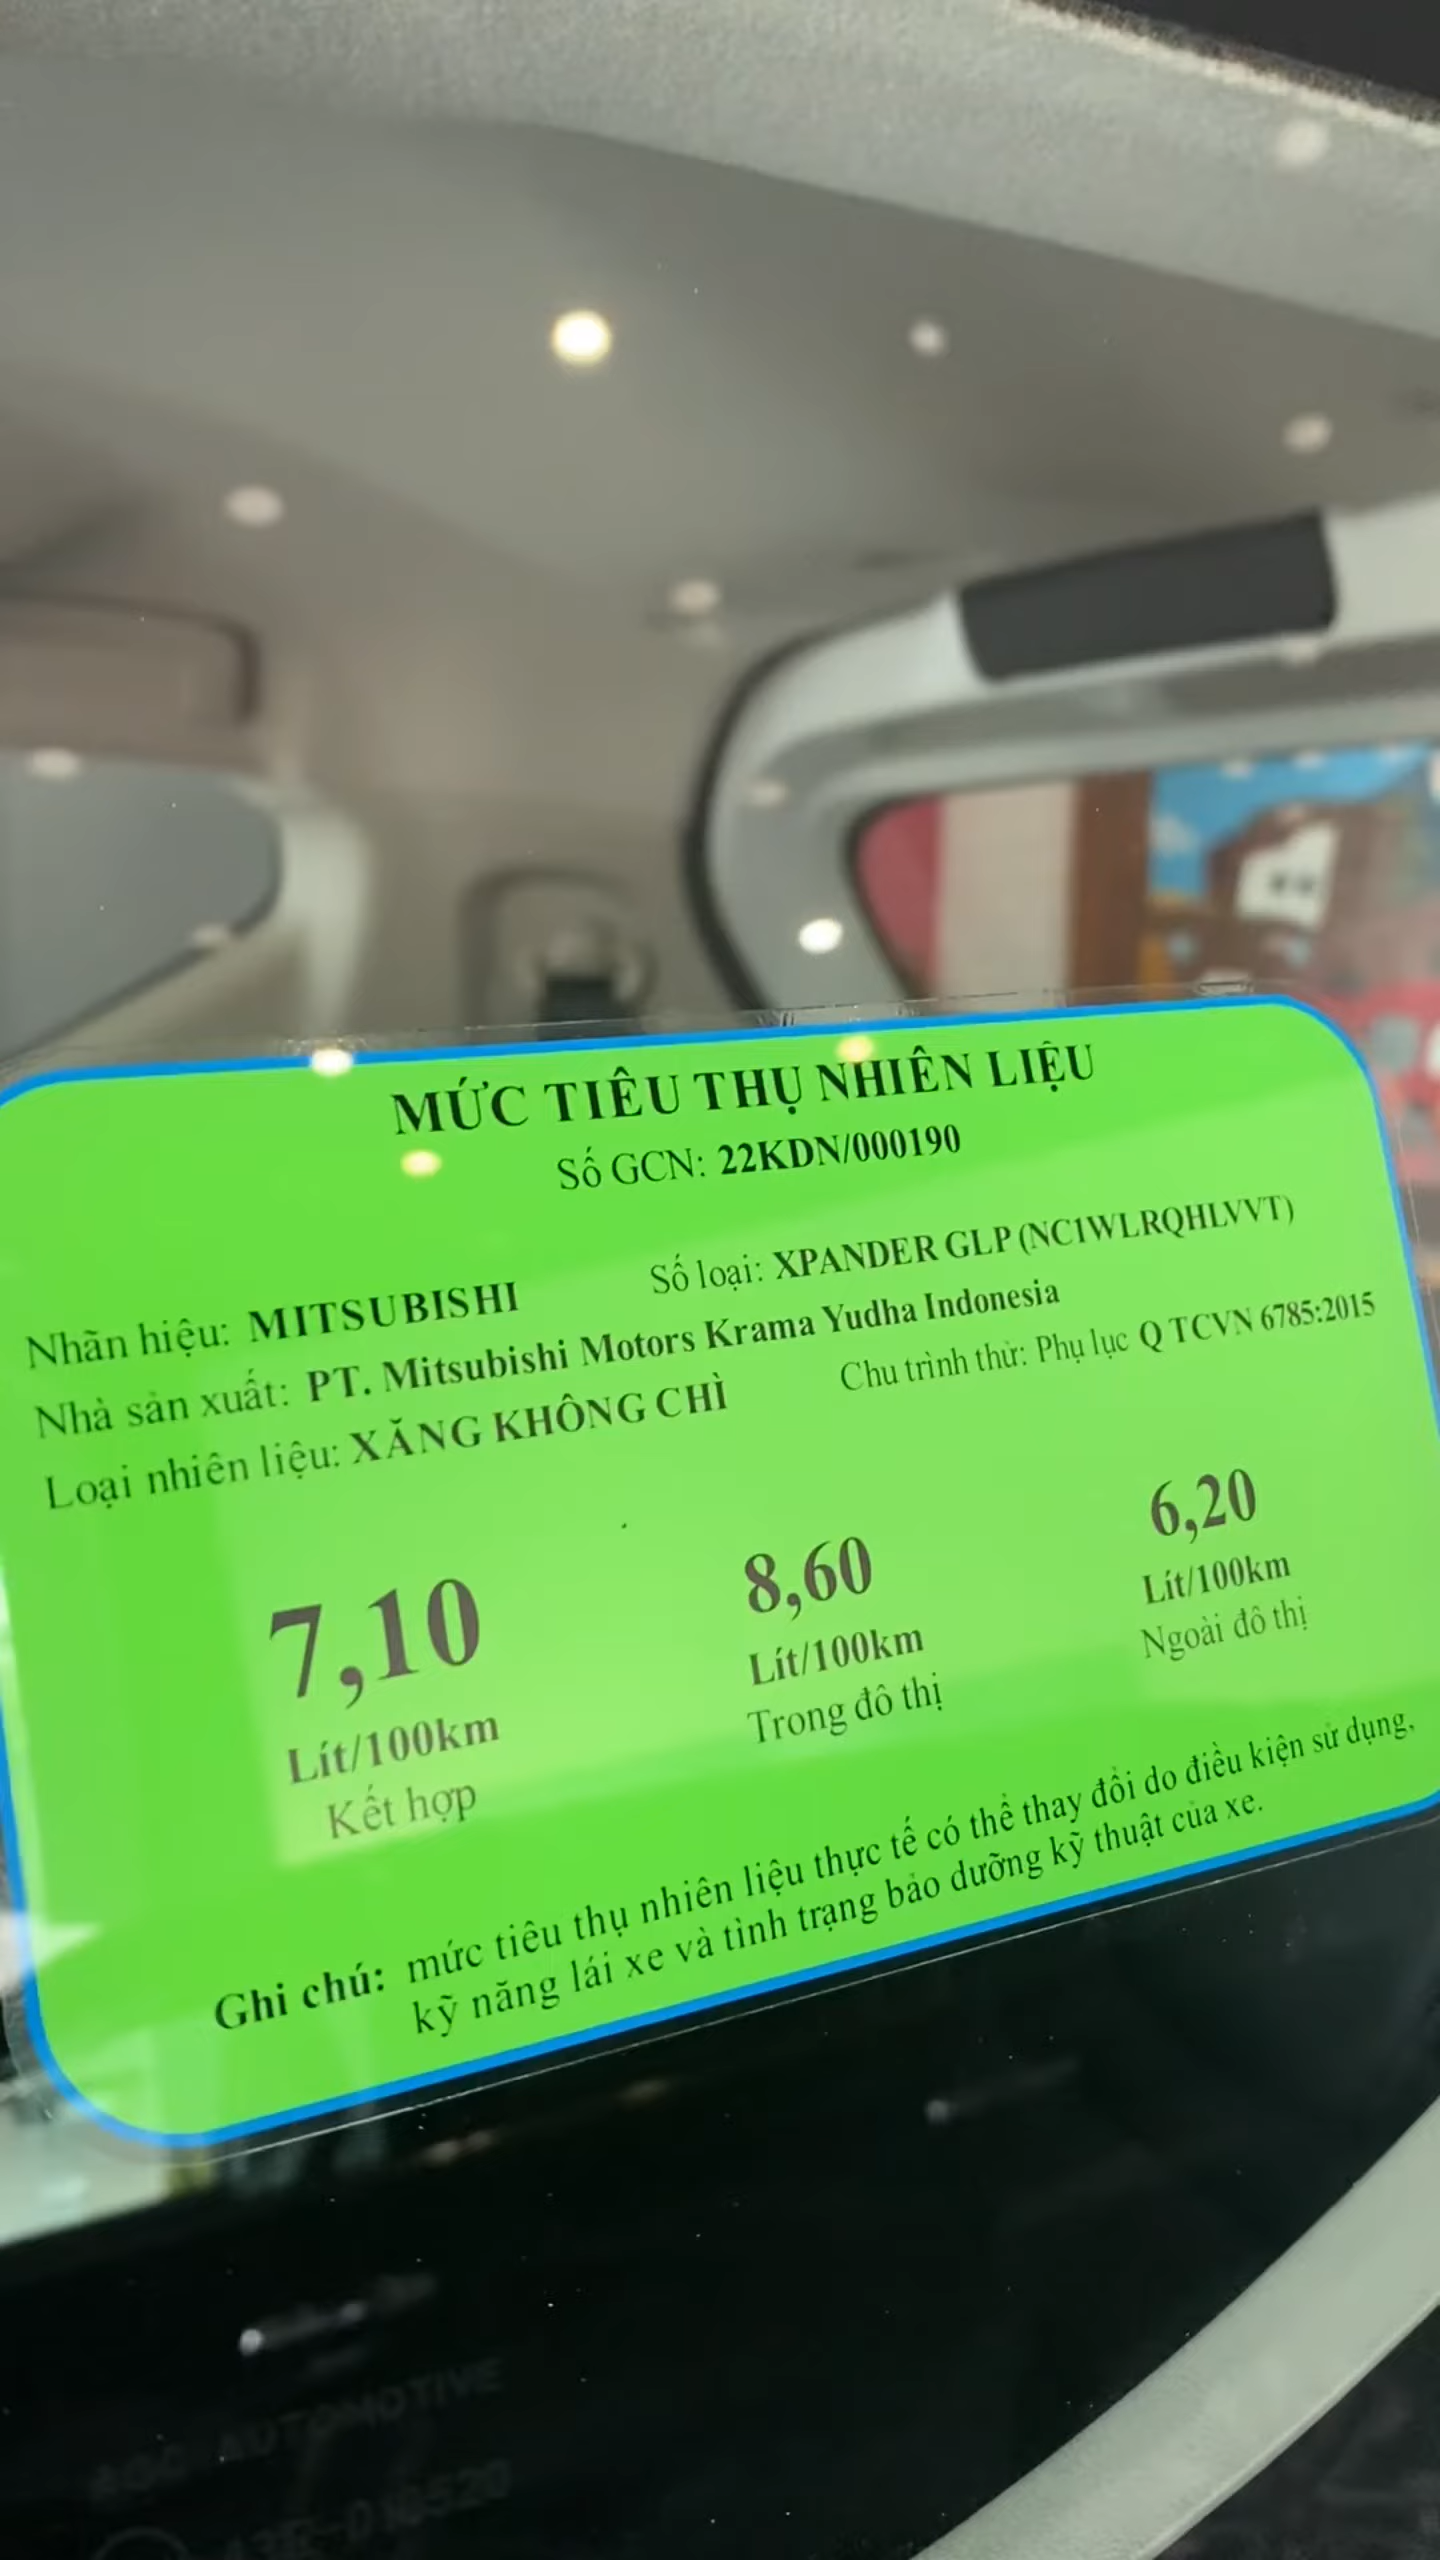 MỨC TIÊU THỤ NHIÊN LIỆU
Số GCN: 22KDN/000190
Nhãn hiệu: MITSUBISHI Số loại: XPANDER GLP (NC1WLRQHLVVT)
Nhà sản xuất: PT. Mitsubishi Motors Krama Yudha Indonesia
Loại nhiên liệu: XĂNG KHÔNG CHÌ Chu trình thử: Phụ lục Q TCVN 6785:2015
7,10 8,60 6,20
Lít/100km Lít/100km Lít/100km
Kết hợp Trong đô thị Ngoài đô thị
Ghi chú: mức tiêu thụ nhiên liệu thực tế có thể thay đổi do điều kiện sử dụng,
kỹ năng lái xe và tình trạng bảo dưỡng kỹ thuật của xe.
AGC AUTOMOTIVE